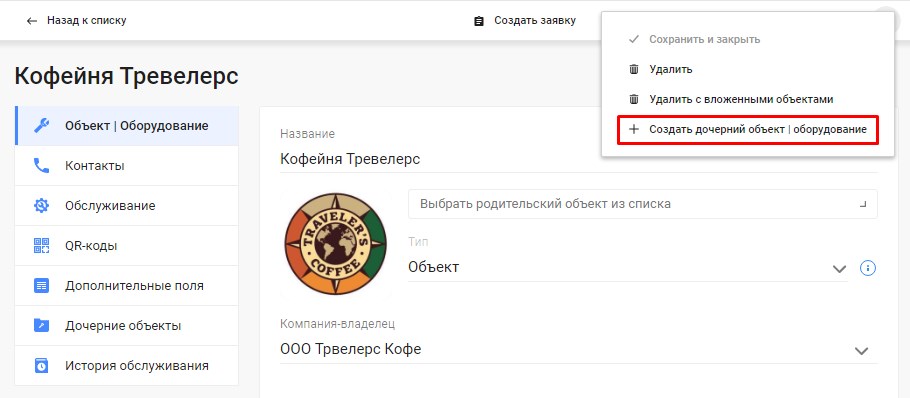 Назад к списку
Создать заявку
Сохранить и закрыть
Удалить
Удалить с вложенными объектами
Создать дочерний объект | оборудование
Кофейня Тревелерс
Объект | Оборудование
Контакты
Обслуживание
QR-коды
Дополнительные поля
Дочерние объекты
История обслуживания
Название
Кофейня Тревелерс
TRAVELER'S
COFFEE
Выбрать родительский объект из списка
Тип
Объект
Компания-владелец
ООО Трвелерс Кофе